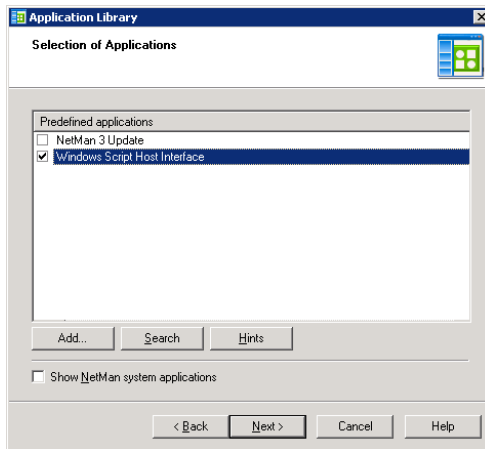 Application Library
Selection of Applications
Predefined applications
NetMan 3 Update
Windows Script Host Interface
Add... Search Hints
Show NetMan system applications
< Back Next > Cancel Help